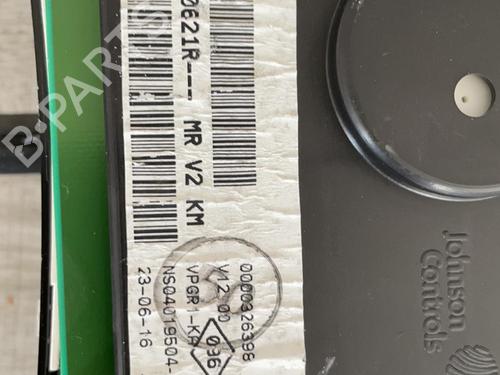 0621R--- MR V2 KM
0000326398
V12.00 036
VPGR1-KA
NS04019504-
23-06-16
Johnson
Controls
B-PARTS